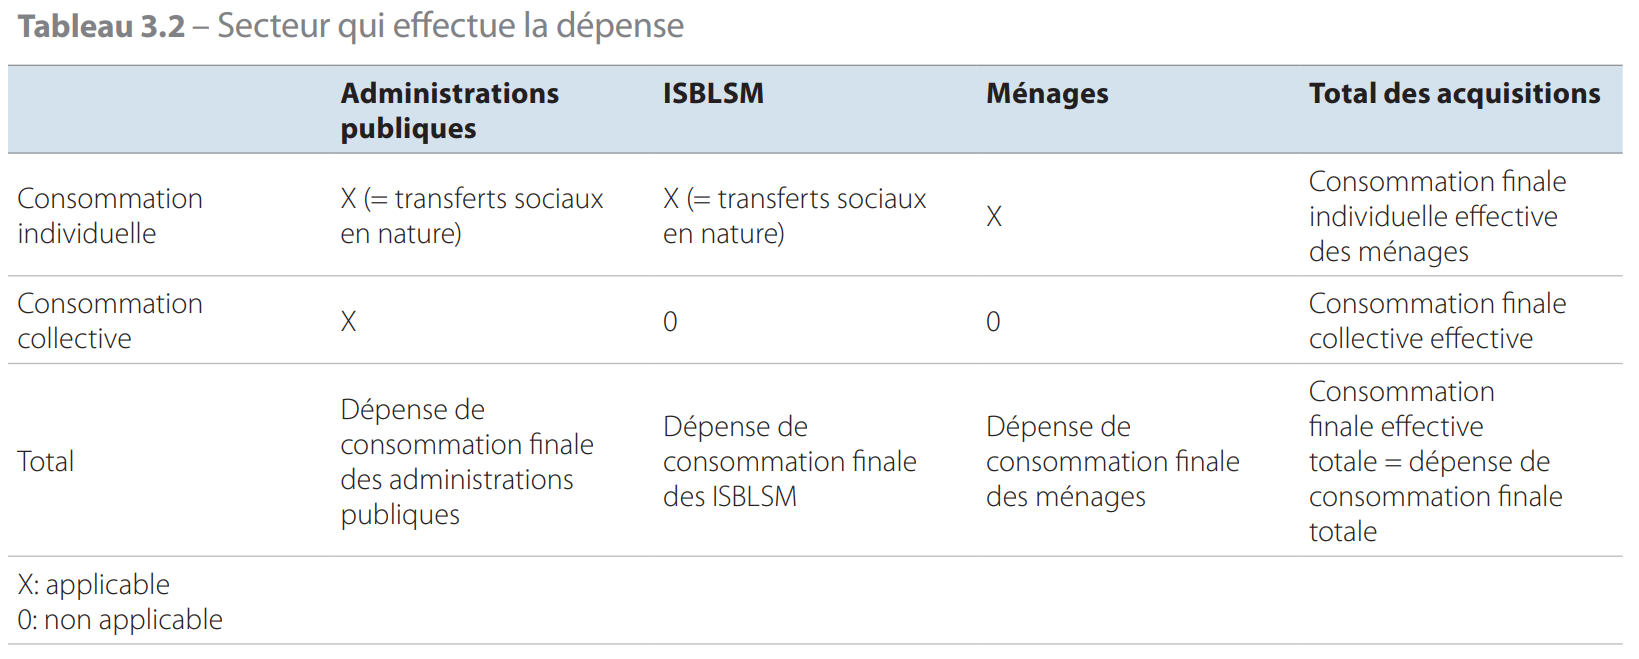 Tableau 3.2 – Secteur qui effectue la dépense
Administrations publiques
ISBLSM
Ménages
Total des acquisitions
Consommation
individuelle
X (= transferts sociaux
en nature)
X (= transferts sociaux
en nature)
X
Consommation finale
individuelle effective
des ménages
Consommation
collective
X
0
0
Consommation finale
collective effective
Total
Dépense de
consommation finale
des administrations
publiques
Dépense de
consommation finale
des ISBLSM
Dépense de
consommation finale
des ménages
Consommation
finale effective
totale = dépense de
consommation finale
totale
X: applicable
0: non applicable